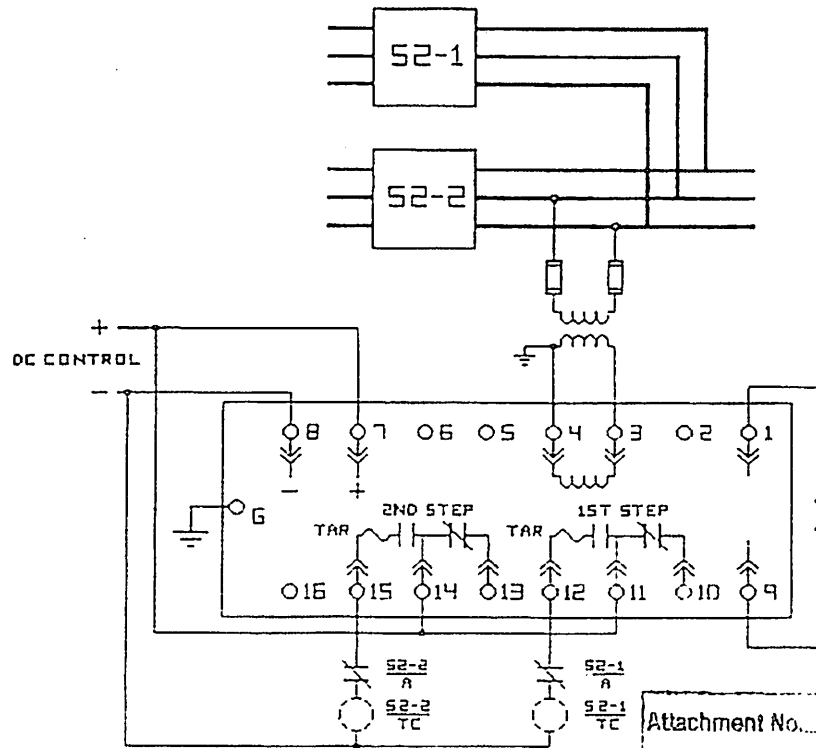 52-1
52-2
+
DC CONTROL
-
8 7 6 5 4 3 2 1
- +
G
2ND STEP 1ST STEP
TAR TAR
16 15 14 13 12 11 10 9
52-2 52-1
A A
52-2 52-1
TC TC
Attachment No.